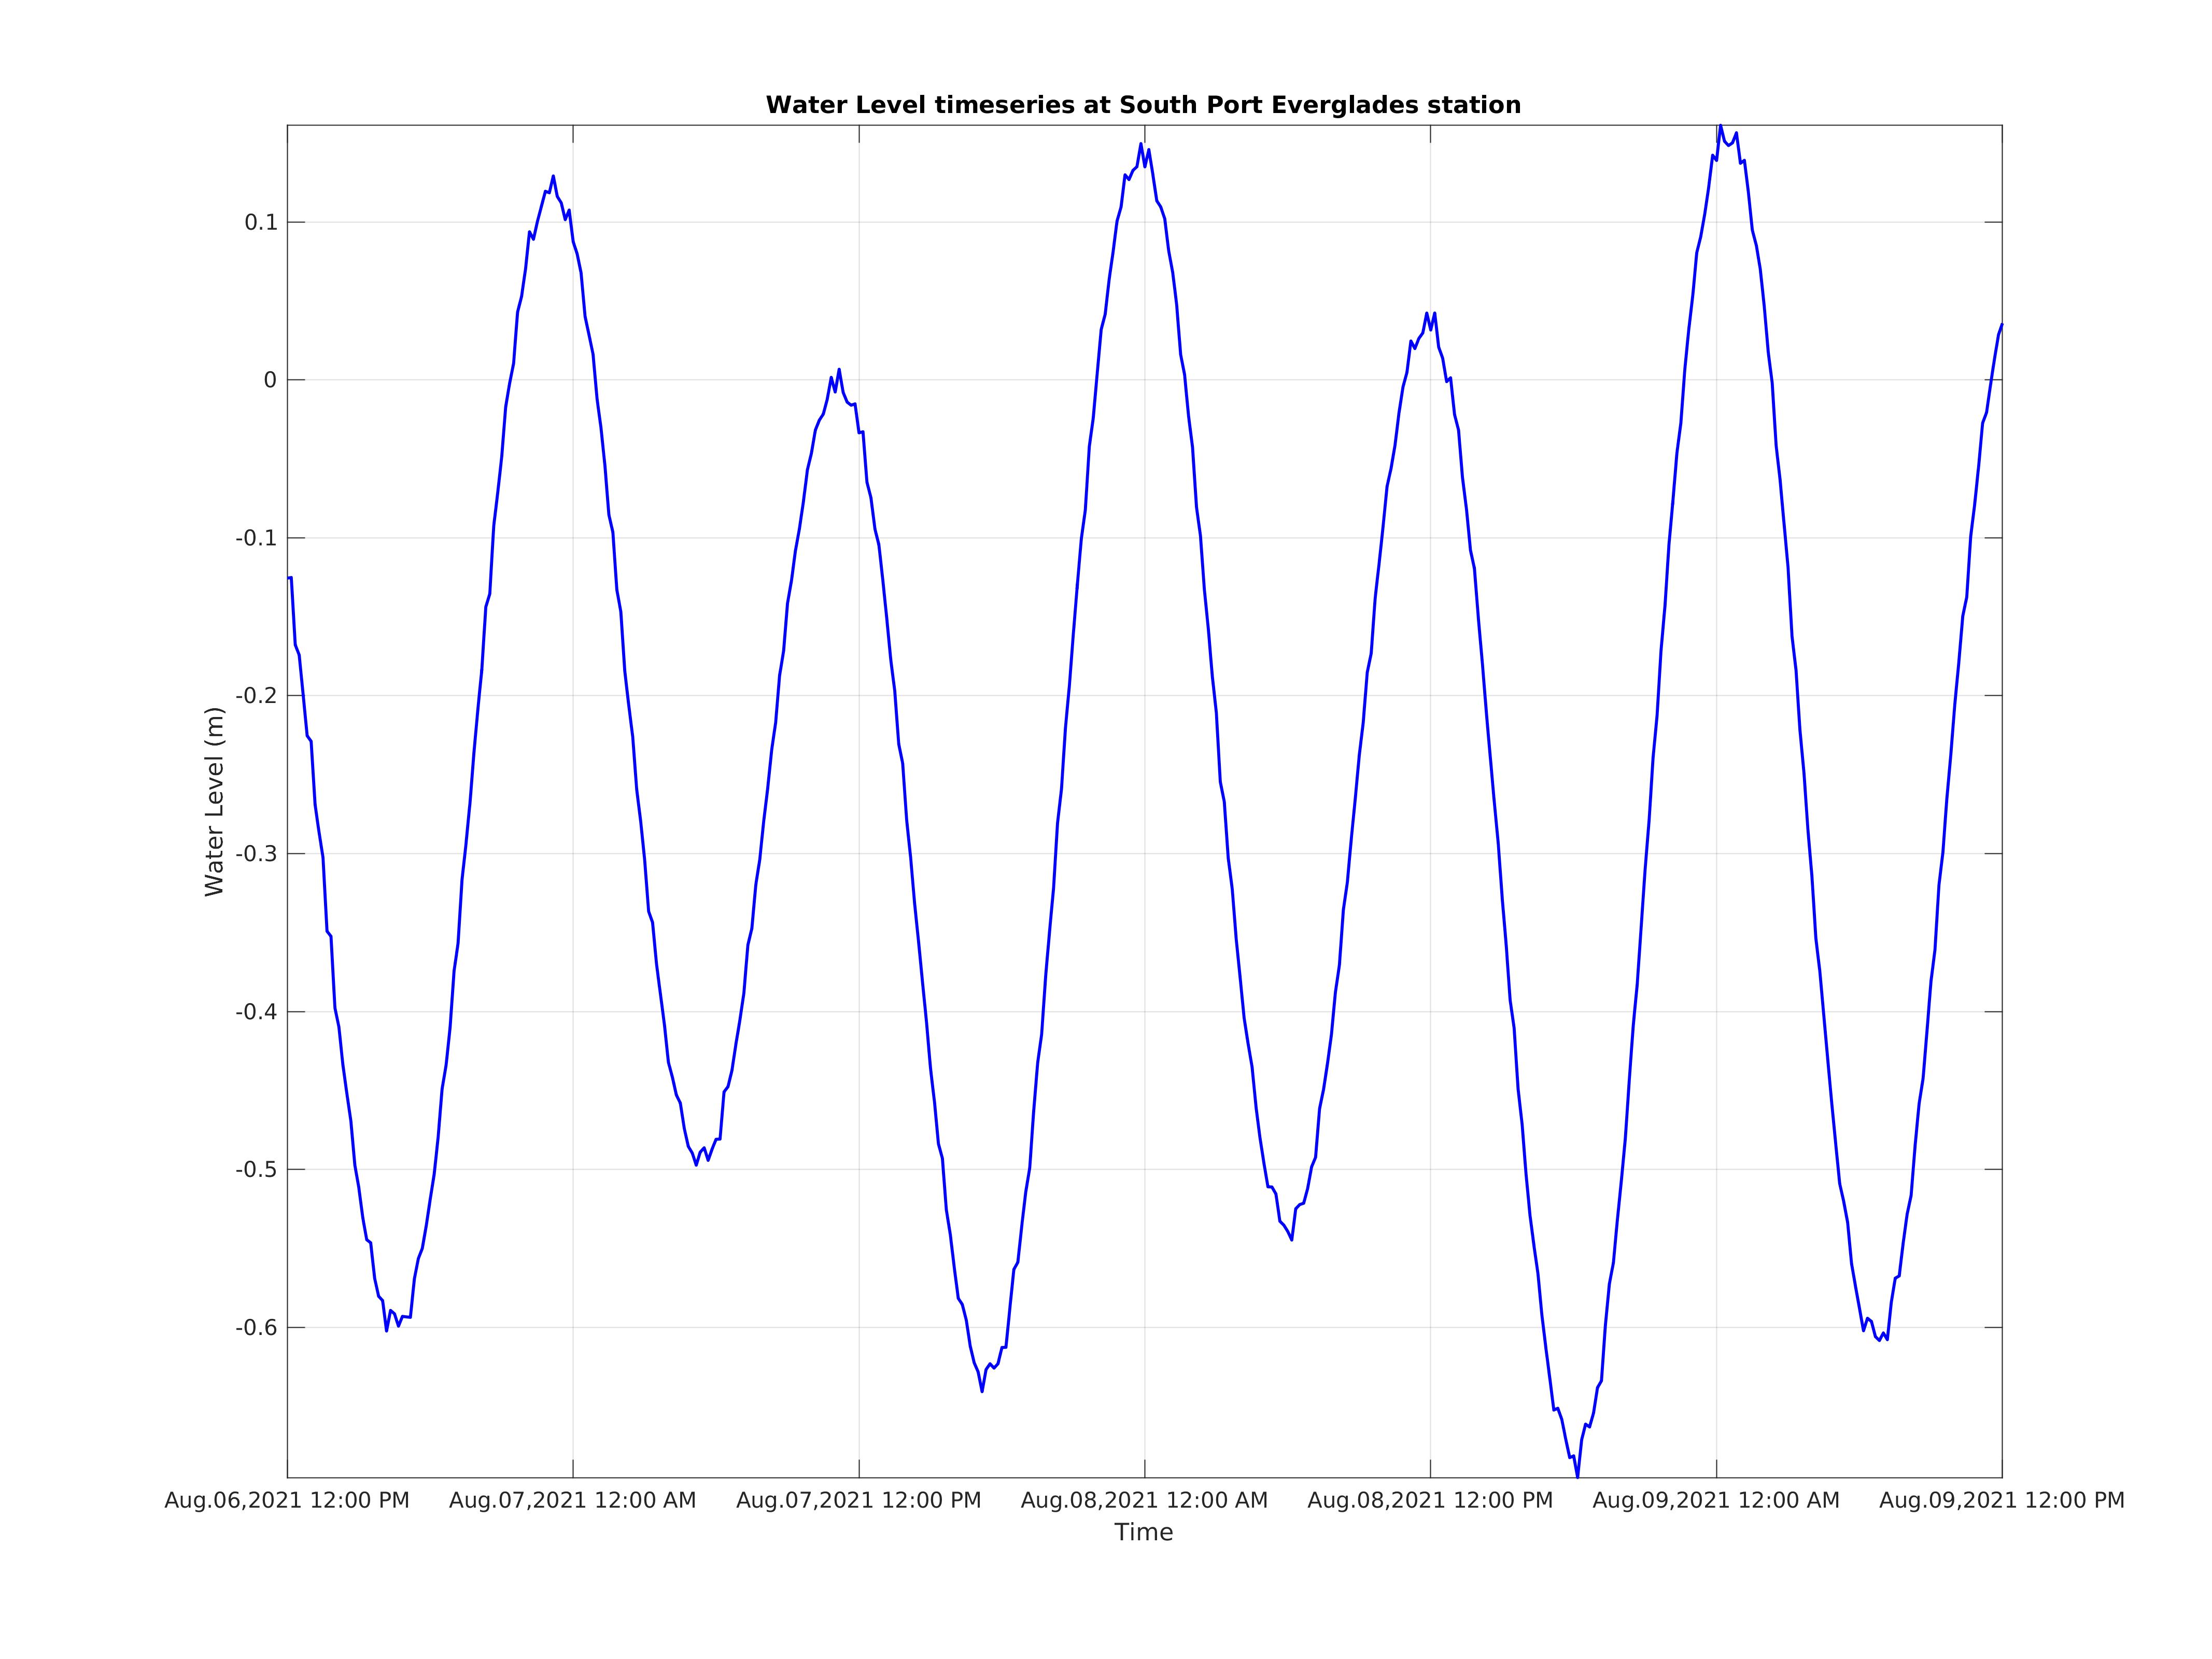 Water Level timeseries at South Port Everglades station
0.1
0
-0.1
-0.2
-0.3
-0.4
-0.5
-0.6
Water Level (m)
Aug.06,2021 12:00 PM Aug.07,2021 12:00 AM Aug.07,2021 12:00 PM Aug.08,2021 12:00 AM Aug.08,2021 12:00 PM Aug.09,2021 12:00 AM Aug.09,2021 12:00 PM
Time